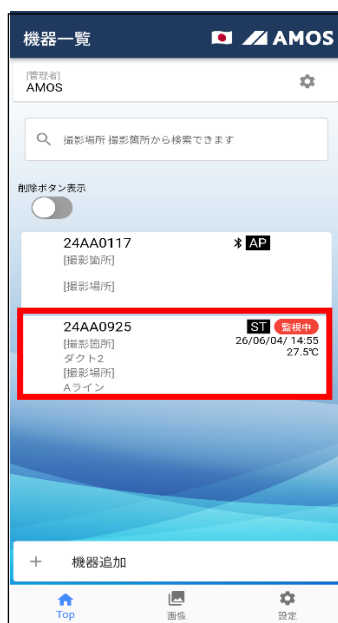 機器一覧 AMOS
[管理者]
AMOS
撮影場所 撮影箇所から検索できます
削除ボタン表示
24AA0117 AP
[撮影箇所]
[撮影場所]
24AA0925 ST 監視中
[撮影箇所] 26/06/04/ 14:55
ダクト2 27.5℃
[撮影場所]
Aライン
+ 機器追加
Top 画像 設定